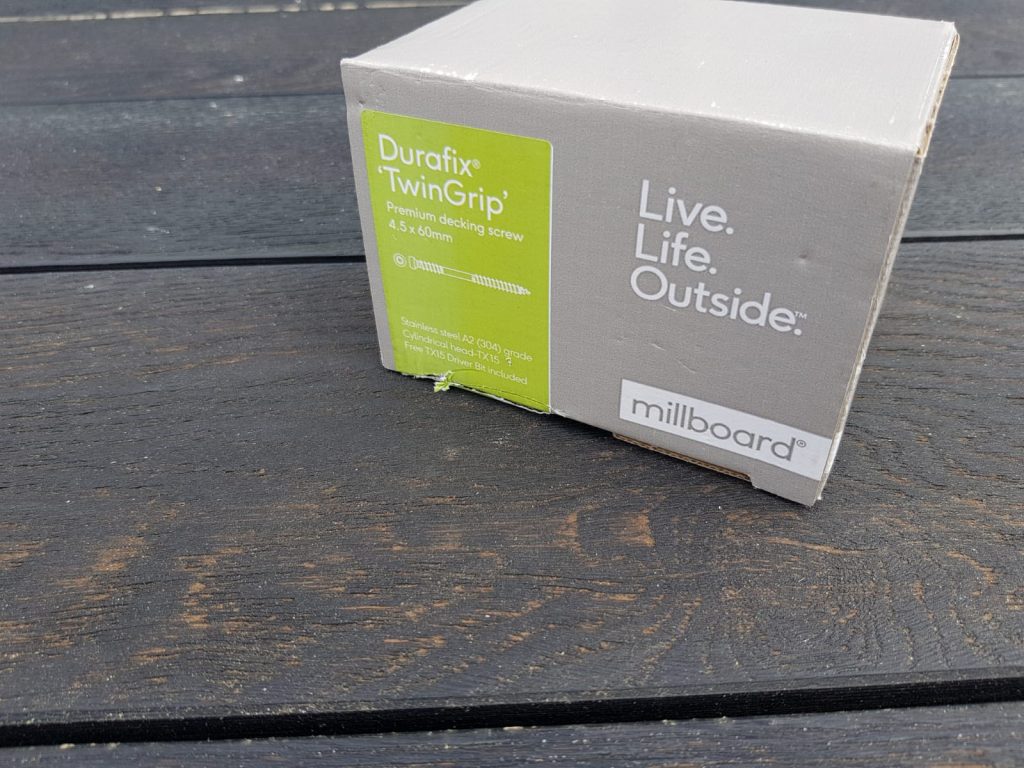 Durafix®
'TwinGrip'
Premium decking screw
4.5 x 60mm
Stainless steel A2 (304) grade
Cylindrical head-TX15
Free TX15 Driver Bit included
Live.
Life.
Outside.™
millboard®